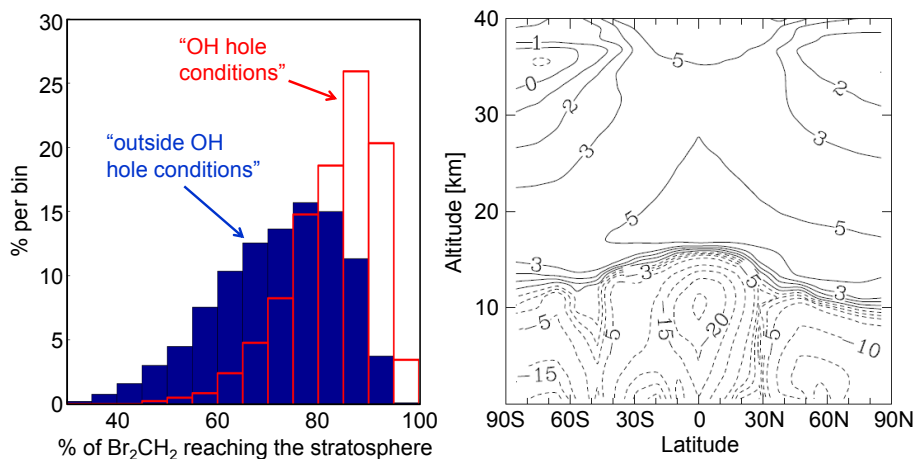 30
25
20
15
10
5
0
% per bin
“OH hole
conditions”
“outside OH
hole conditions”
40
60
80
100
% of Br₂CH₂ reaching the stratosphere
40
30
20
10
Altitude [km]
1
0
2
3
5
2
3
5
5
3
3
3
5
5
15
5
15
20
5
10
15
90S
60S
30S
0
30N
60N
90N
Latitude